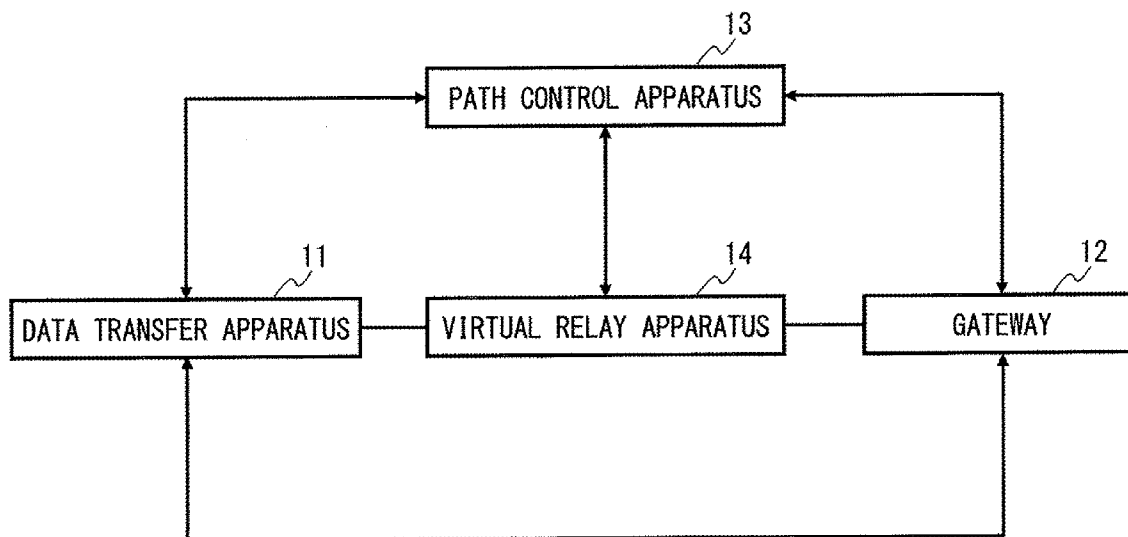 13
PATH CONTROL APPARATUS
11
DATA TRANSFER APPARATUS
14
VIRTUAL RELAY APPARATUS
12
GATEWAY